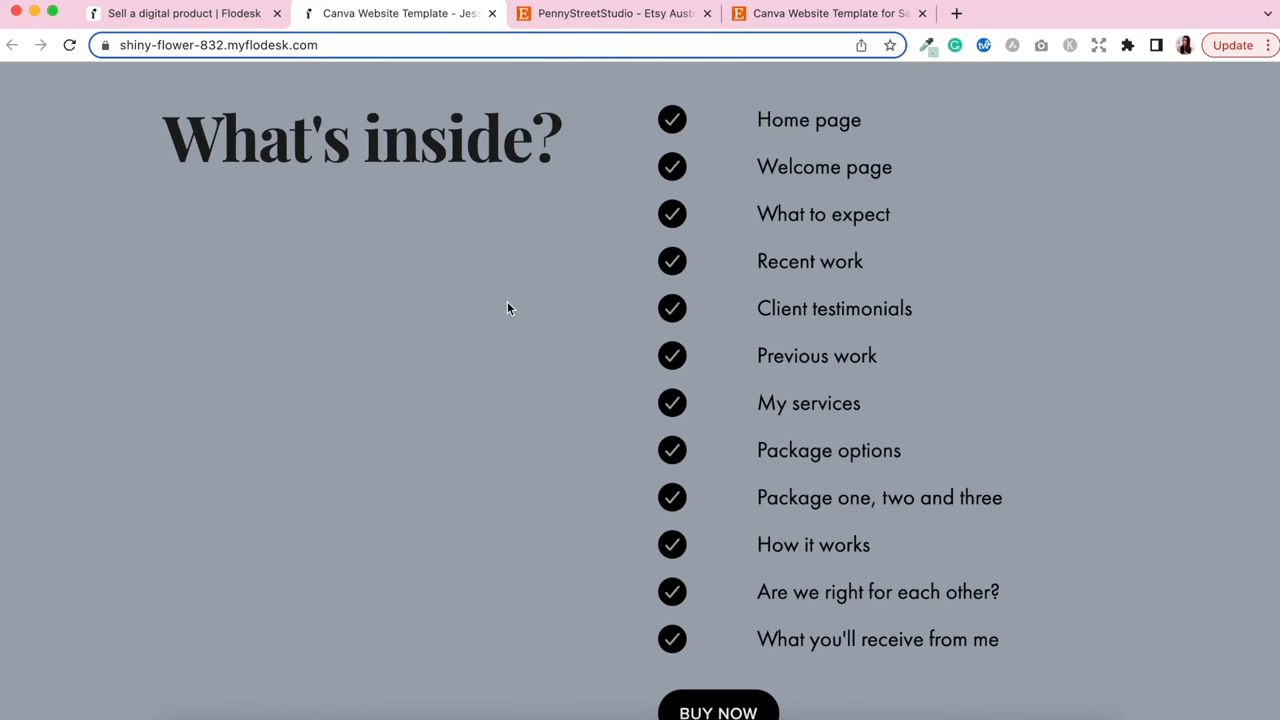 Sell a digital product | Flodesk
Canva Website Template - Jess
PennyStreetStudio - Etsy Aust
Canva Website Template for Se
shiny-flower-832.myflodesk.com
Update
What's inside?
Home page
Welcome page
What to expect
Recent work
Client testimonials
Previous work
My services
Package options
Package one, two and three
How it works
Are we right for each other?
What you'll receive from me
BUY NOW